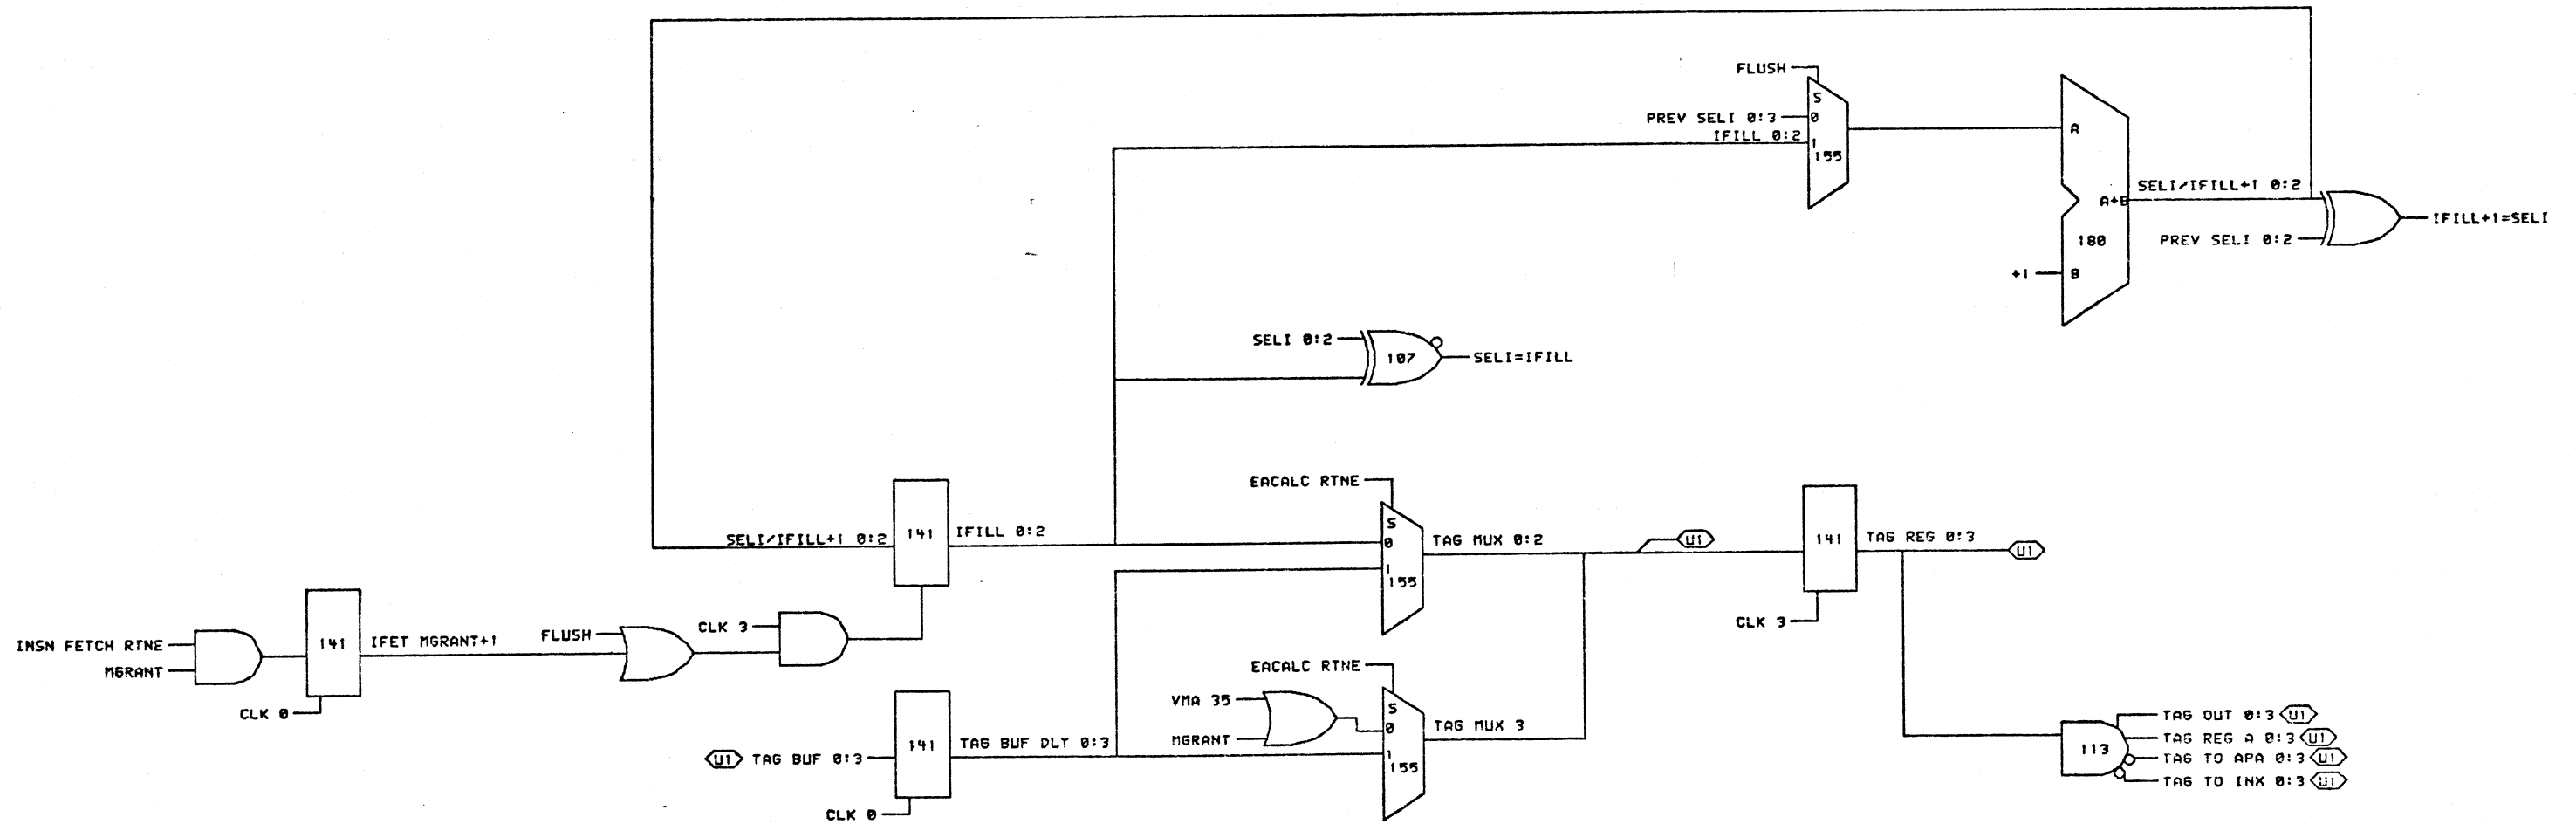 FLUSH
S
PREV SELI 0:3
0
IFILL 0:2
1
155
A
SELI/IFILL+1 0:2
A+B
IFILL+1=SELI
180
PREV SELI 0:2
+1
B
SELI 0:2
107
SELI=IFILL
EACALC RTNE
S
SELI/IFILL+1 0:2
141
IFILL 0:2
0
TAG MUX 0:2
U1
141
TAG REG 0:3
U1
1
155
CLK 3
INSN FETCH RTNE
MGRANT
141
IFET MGRANT+1
FLUSH
CLK 3
CLK 0
EACALC RTNE
VMA 35
S
0
MGRANT
TAG MUX 3
U1 TAG BUF 0:3
141
TAG BUF DLY 0:3
1
155
CLK 0
113
TAG OUT 0:3 U1
TAG REG A 0:3 U1
TAG TO APA 0:3 U1
TAG TO INX 0:3 U1